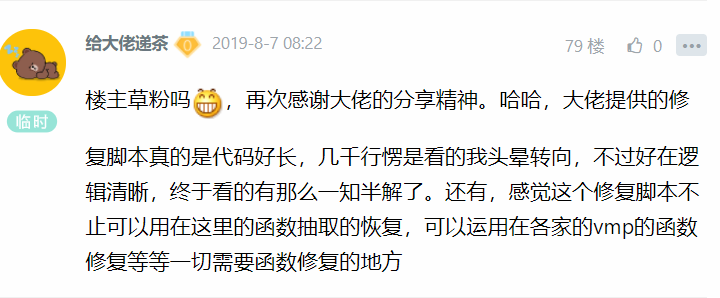 给大佬递茶 0 2019-8-7 08:22 79 楼 0
临时
楼主草粉吗，再次感谢大佬的分享精神。哈哈，大佬提供的修
复脚本真的是代码好长，几千行愣是看的我头晕转向，不过好在逻
辑清晰，终于看的有那么一知半解了。还有，感觉这个修复脚本不
止可以用在这里的函数抽取的恢复，可以运用在各家的vmp的函数
修复等等一切需要函数修复的地方